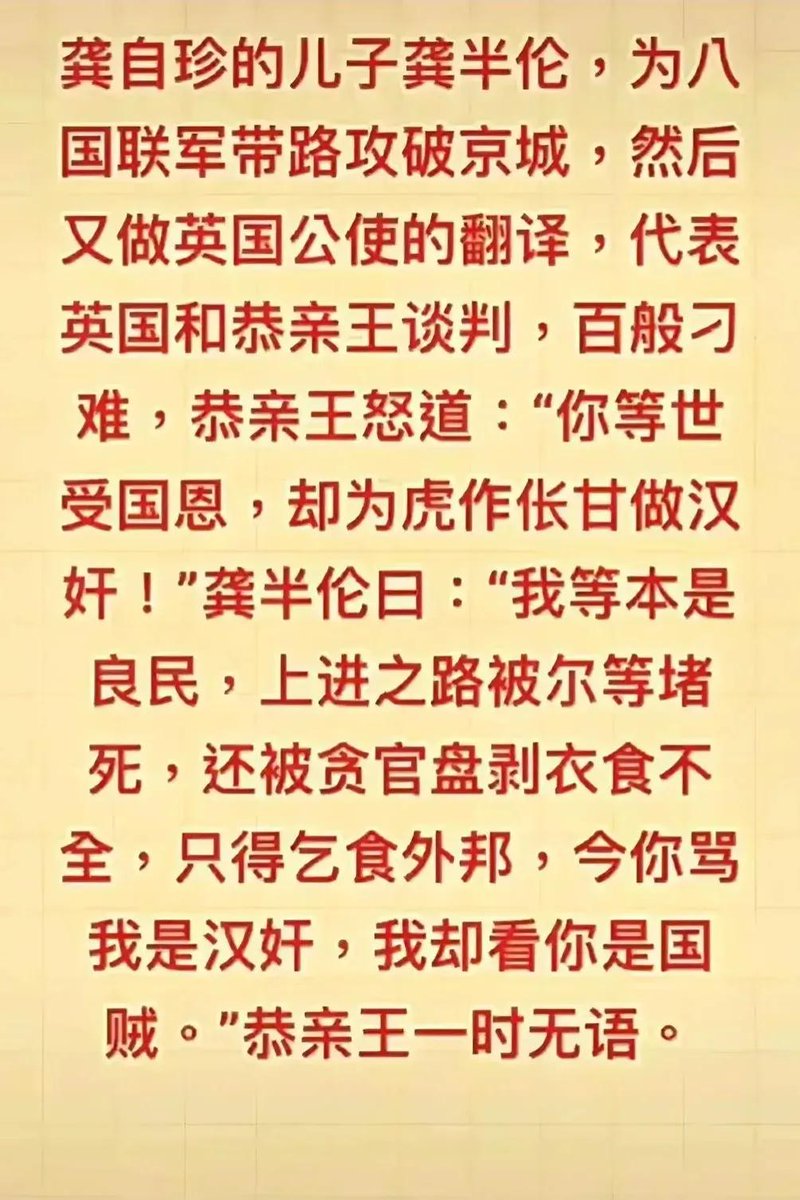 龚自珍的儿子龚半伦，为八
国联军带路攻破京城，然后
又做英国公使的翻译，代表
英国和恭亲王谈判，百般刁
难，恭亲王怒道：“你等世
受国恩，却为虎作伥甘做汉
奸！”龚半伦曰：“我等本是
良民，上进之路被尔等堵
死，还被贪官盘剥衣食不
全，只得乞食外邦，今你骂
我是汉奸，我却看你是国
贼。”恭亲王一时无语。